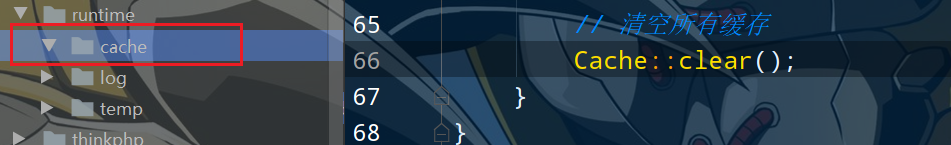 runtime
cache
log
temp
thinkphp
65 // 清空所有缓存
66 Cache::clear();
67 }
68 }